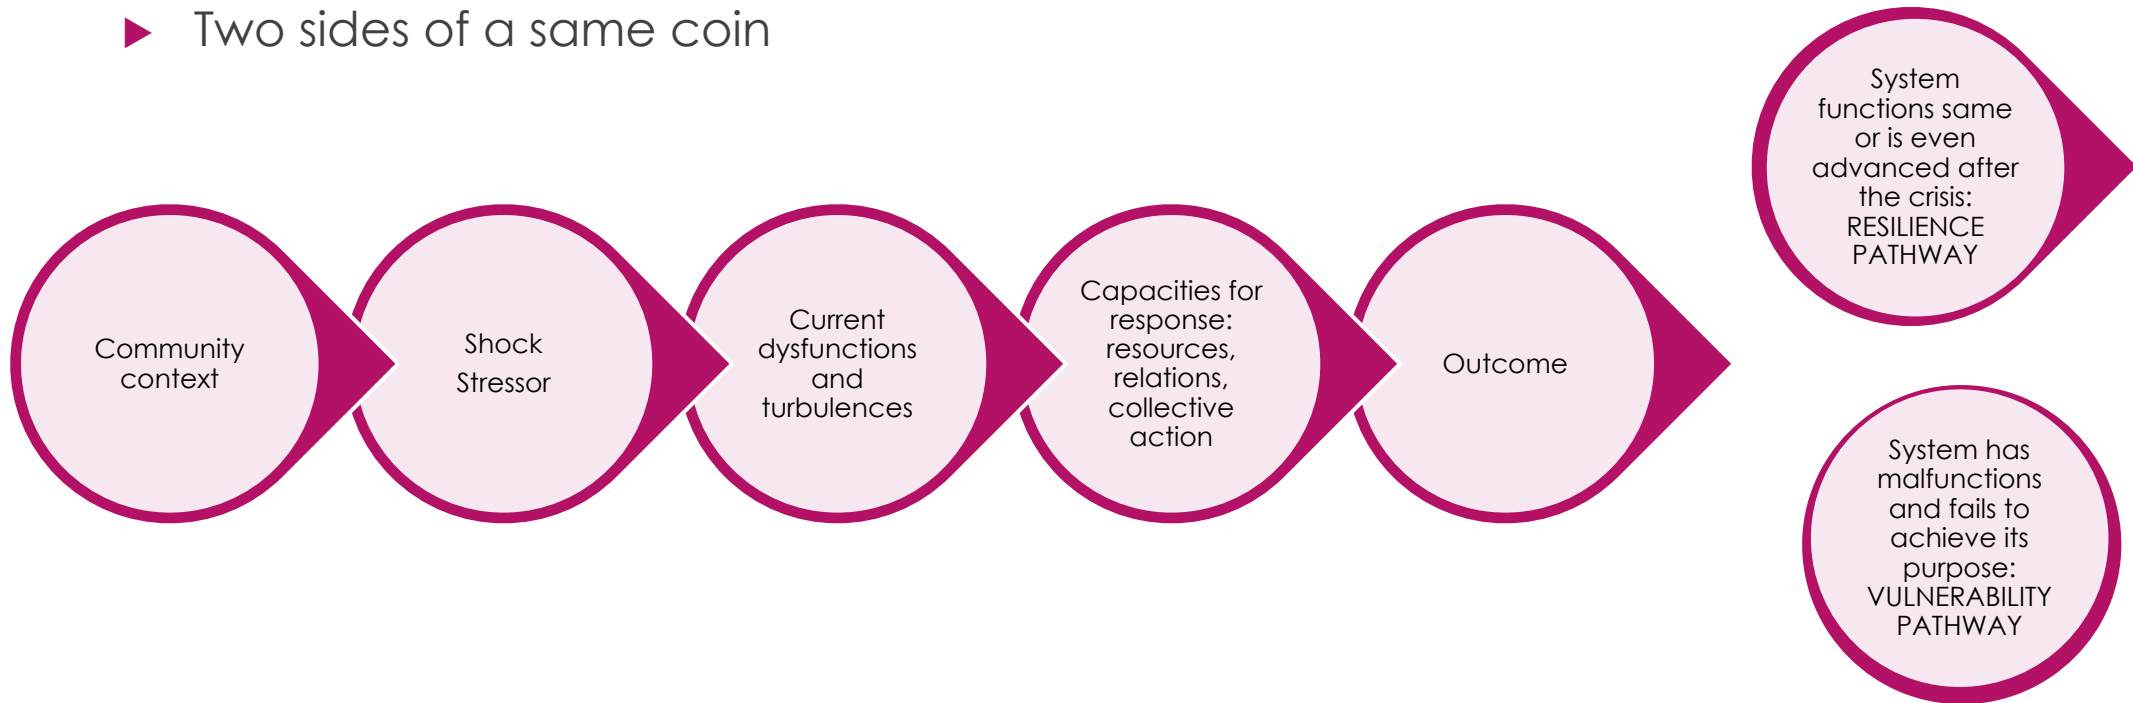 Two sides of a same coin
Community
context
Shock
Stressor
Current
dysfunctions
and
turbulences
Capacities for
response:
resources,
relations,
collective
action
Outcome
System
functions same
or is even
advanced after
the crisis:
RESILIENCE
PATHWAY
System has
malfunctions
and fails to
achieve its
purpose:
VULNERABILITY
PATHWAY